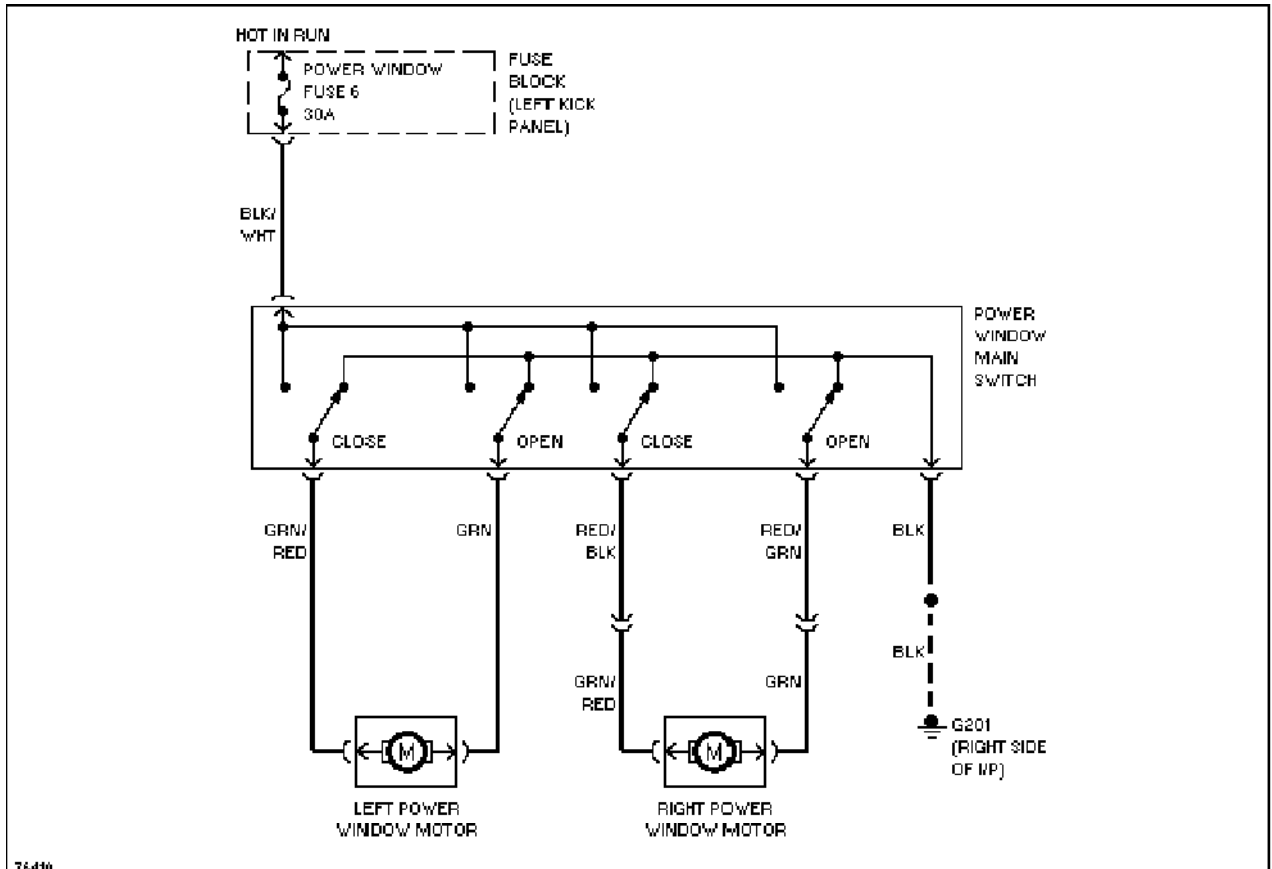 HOT IN RUN
POWER WINDOW
FUSE 6
30A
FUSE
BLOCK
(LEFT KICK
PANEL)
BLK/
WHT
POWER
WINDOW
MAIN
SWITCH
CLOSE
OPEN
CLOSE
OPEN
GRN/
RED
GRN
RED/
BLK
RED/
GRN
BLK
GRN/
RED
GRN
BLK
G201
(RIGHT SIDE
OF I/P)
M
M
LEFT POWER
WINDOW MOTOR
RIGHT POWER
WINDOW MOTOR